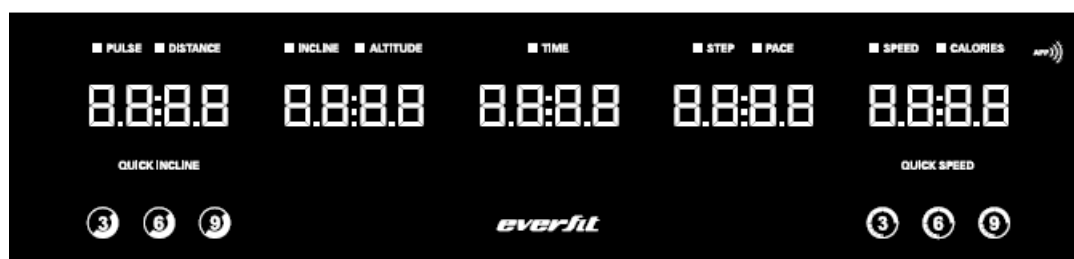 PULSE DISTANCE INCLINE ALTITUDE TIME STEP PACE SPEED CALORIES APP
8.8:8.8 8.8:8.8 8.8:8.8 8.8:8.8 8.8:8.8
QUICK INCLINE QUICK SPEED
3 6 9 everfit 3 6 9